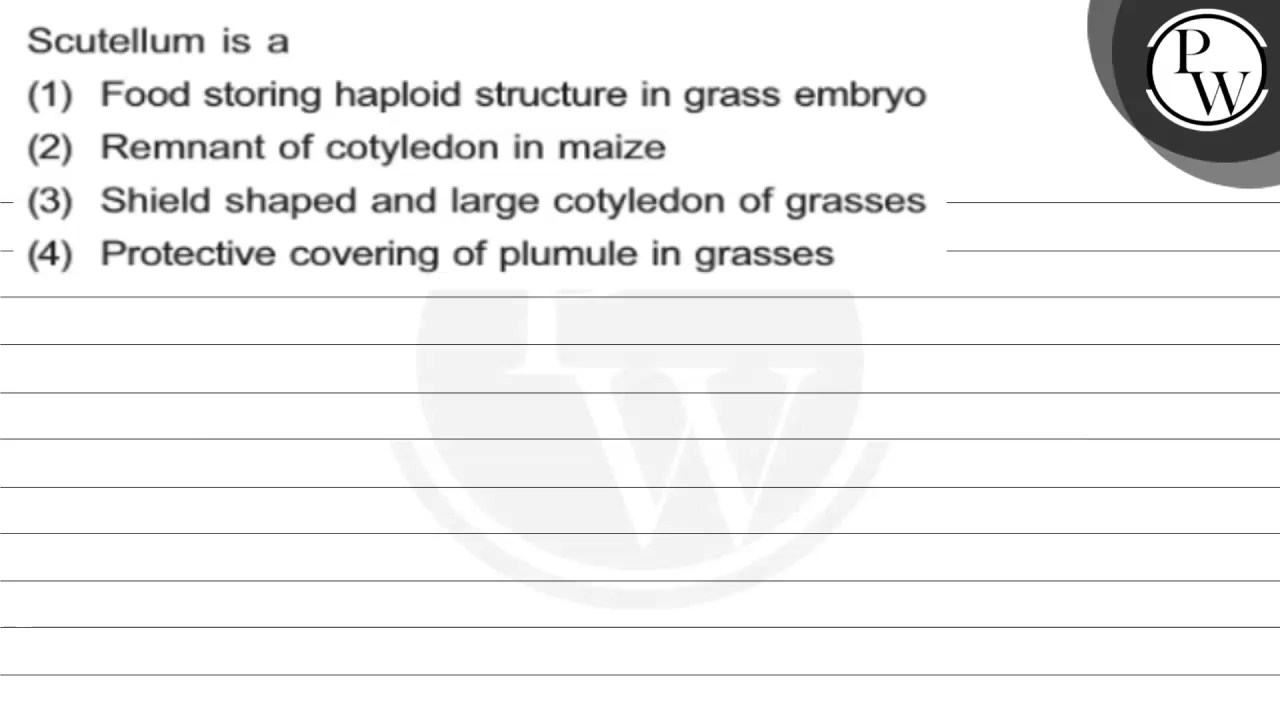 Scutellum is a
(1) Food storing haploid structure in grass embryo
(2) Remnant of cotyledon in maize
(3) Shield shaped and large cotyledon of grasses
(4) Protective covering of plumule in grasses
P
W
W